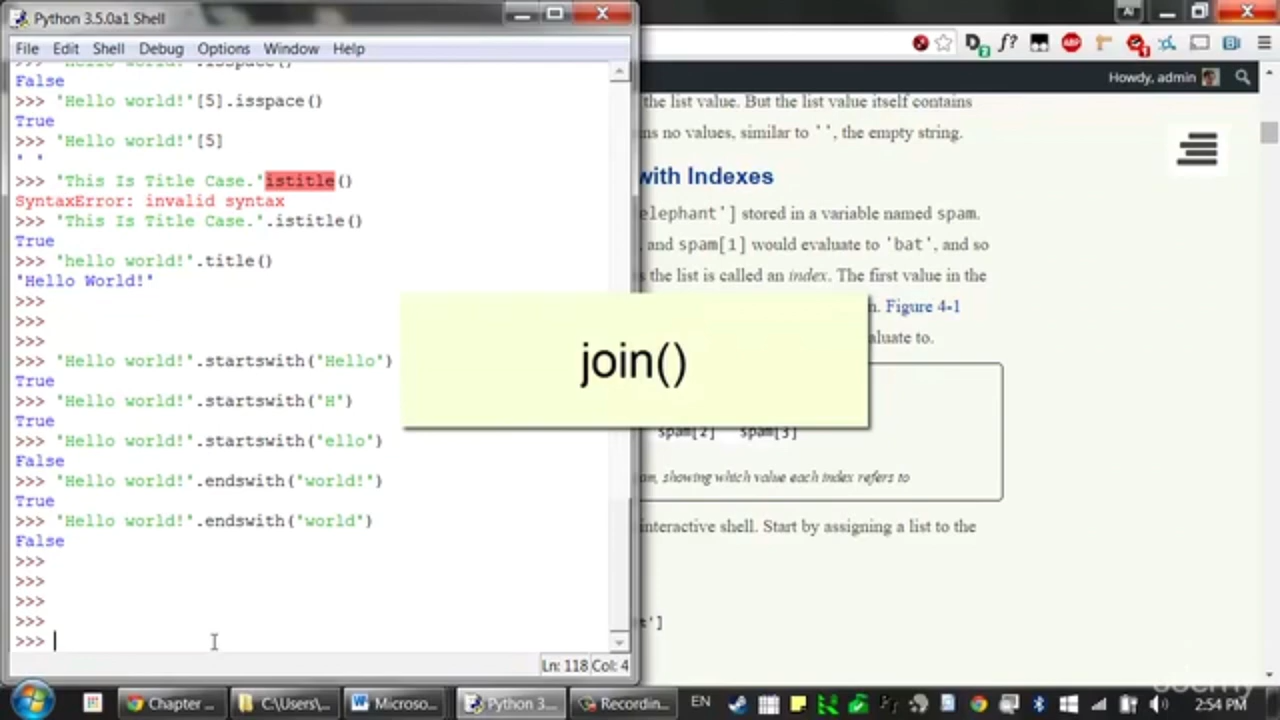 Python 3.5.0a1 Shell
File Edit Shell Debug Options Window Help
'Hello world!'.isspace()
False
>>> 'Hello world!'[5].isspace()
True
>>> 'Hello world!'[5]
' '
>>> 'This Is Title Case.'istitle()
SyntaxError: invalid syntax
>>> 'This Is Title Case.'.istitle()
True
>>> 'hello world!'.title()
'Hello World!'
>>>
>>>
>>>
>>> 'Hello world!'.startswith('Hello')
True
>>> 'Hello world!'.startswith('H')
True
>>> 'Hello world!'.startswith('ello')
False
>>> 'Hello world!'.endswith('world!')
True
>>> 'Hello world!'.endswith('world')
False
>>>
>>>
>>>
>>>
>>>
Ln: 118 Col: 4
join()
Howdy, admin
the list value. But the list value itself contains
no values, similar to '', the empty string.
with Indexes
elephant'] stored in a variable named spam.
, and spam[1] would evaluate to 'bat', and so
the list is called an index. The first value in the
Figure 4-1
aluate to.
spam[2] spam[3]
showing which value each index refers to
interactive shell. Start by assigning a list to the
t']
Chapter ...
C:\Users\...
Microso...
Python 3...
Recordin...
EN
2:54 PM